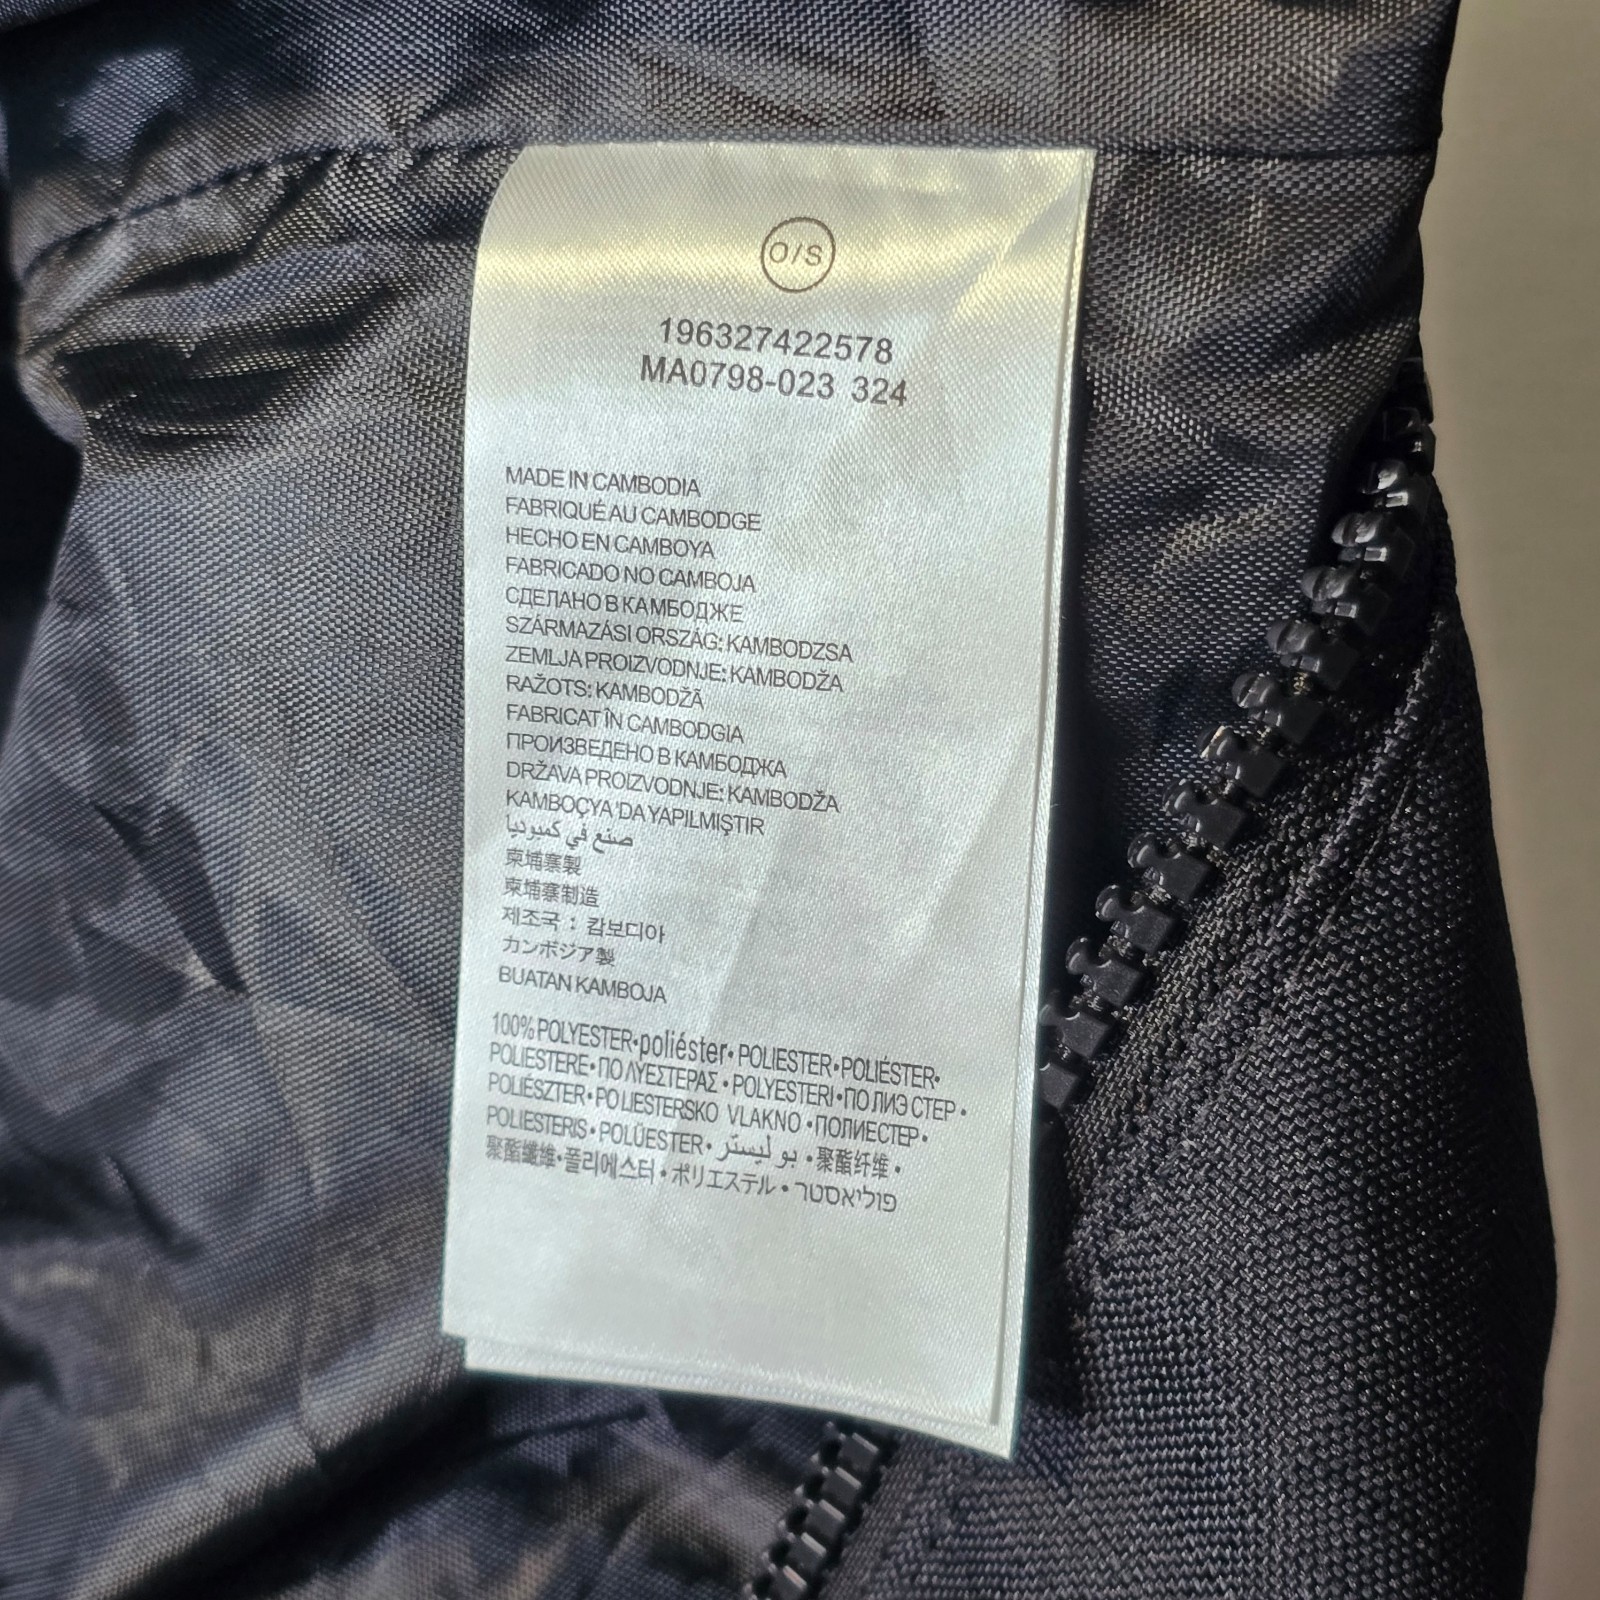 O/S
196327422578
MA0798-023 324
MADE IN CAMBODIA
FABRIQUÉ AU CAMBODGE
HECHO EN CAMBOYA
FABRICADO NO CAMBOJA
СДЕЛАНО В КАМБОДЖЕ
SZÁRMAZÁSI ORSZÁG: KAMBODZSA
ZEMLJA PROIZVODNJE: KAMBODŽA
RAŽOTS: KAMBODŽĀ
FABRICAT ÎN CAMBODGIA
ПРОИЗВЕДЕНО В КАМБОДЖА
DRŽAVA PROIZVODNJE: KAMBODŽA
KAMBOÇYA 'DA YAPILMIŞTIR
صنع في كمبوديا
柬埔寨製
柬埔寨制造
제조국 : 캄보디아
カンボジア製
BUATAN KAMBOJA
100% POLYESTER•poliéster• POLIESTER•POLIÉSTER•
POLIESTERE•ΠΟΛΥΕΣΤΕΡΑΣ • POLYESTERI•ПОЛИЭСТЕР •
POLIÉSZTER•POLIESTERSKO VLAKNO •ПОЛИЕСТЕР•
POLIESTERIS•POLÜESTER• بوليستر •聚酯纤维•
聚酯纖維•폴리에스터•ポリエステル•פוליאסטר